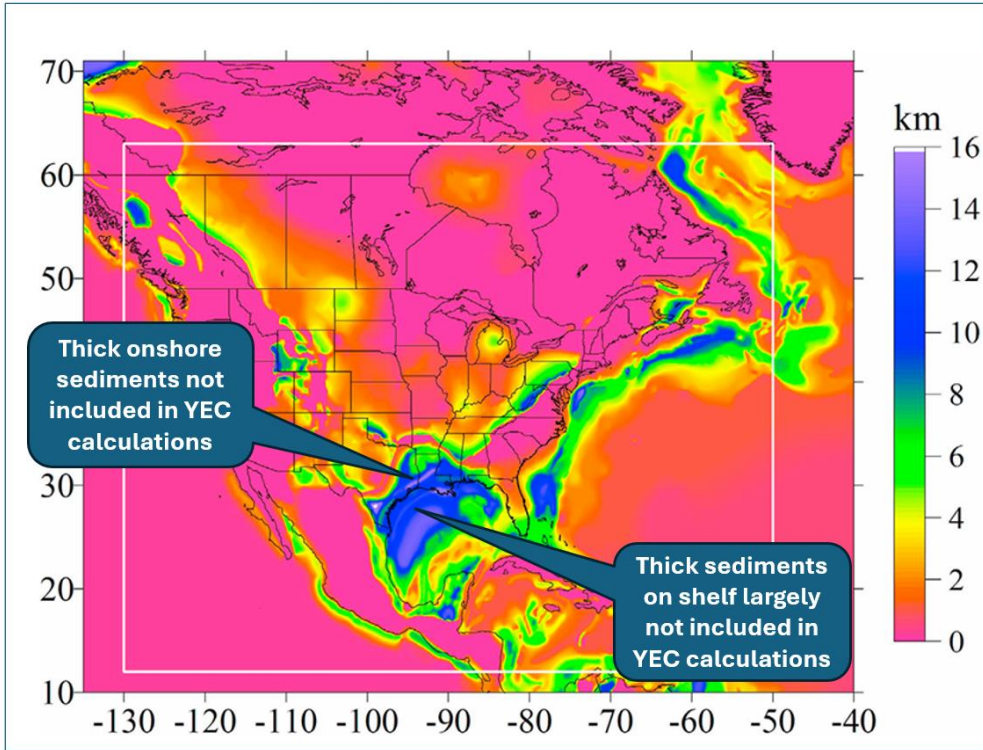 70
60
50
40
30
20
10
-130 -120 -110 -100 -90 -80 -70 -60 -50 -40
km
16
14
12
10
8
6
4
2
0
Thick onshore
sediments not
included in YEC
calculations
Thick sediments
on shelf largely
not included in
YEC calculations